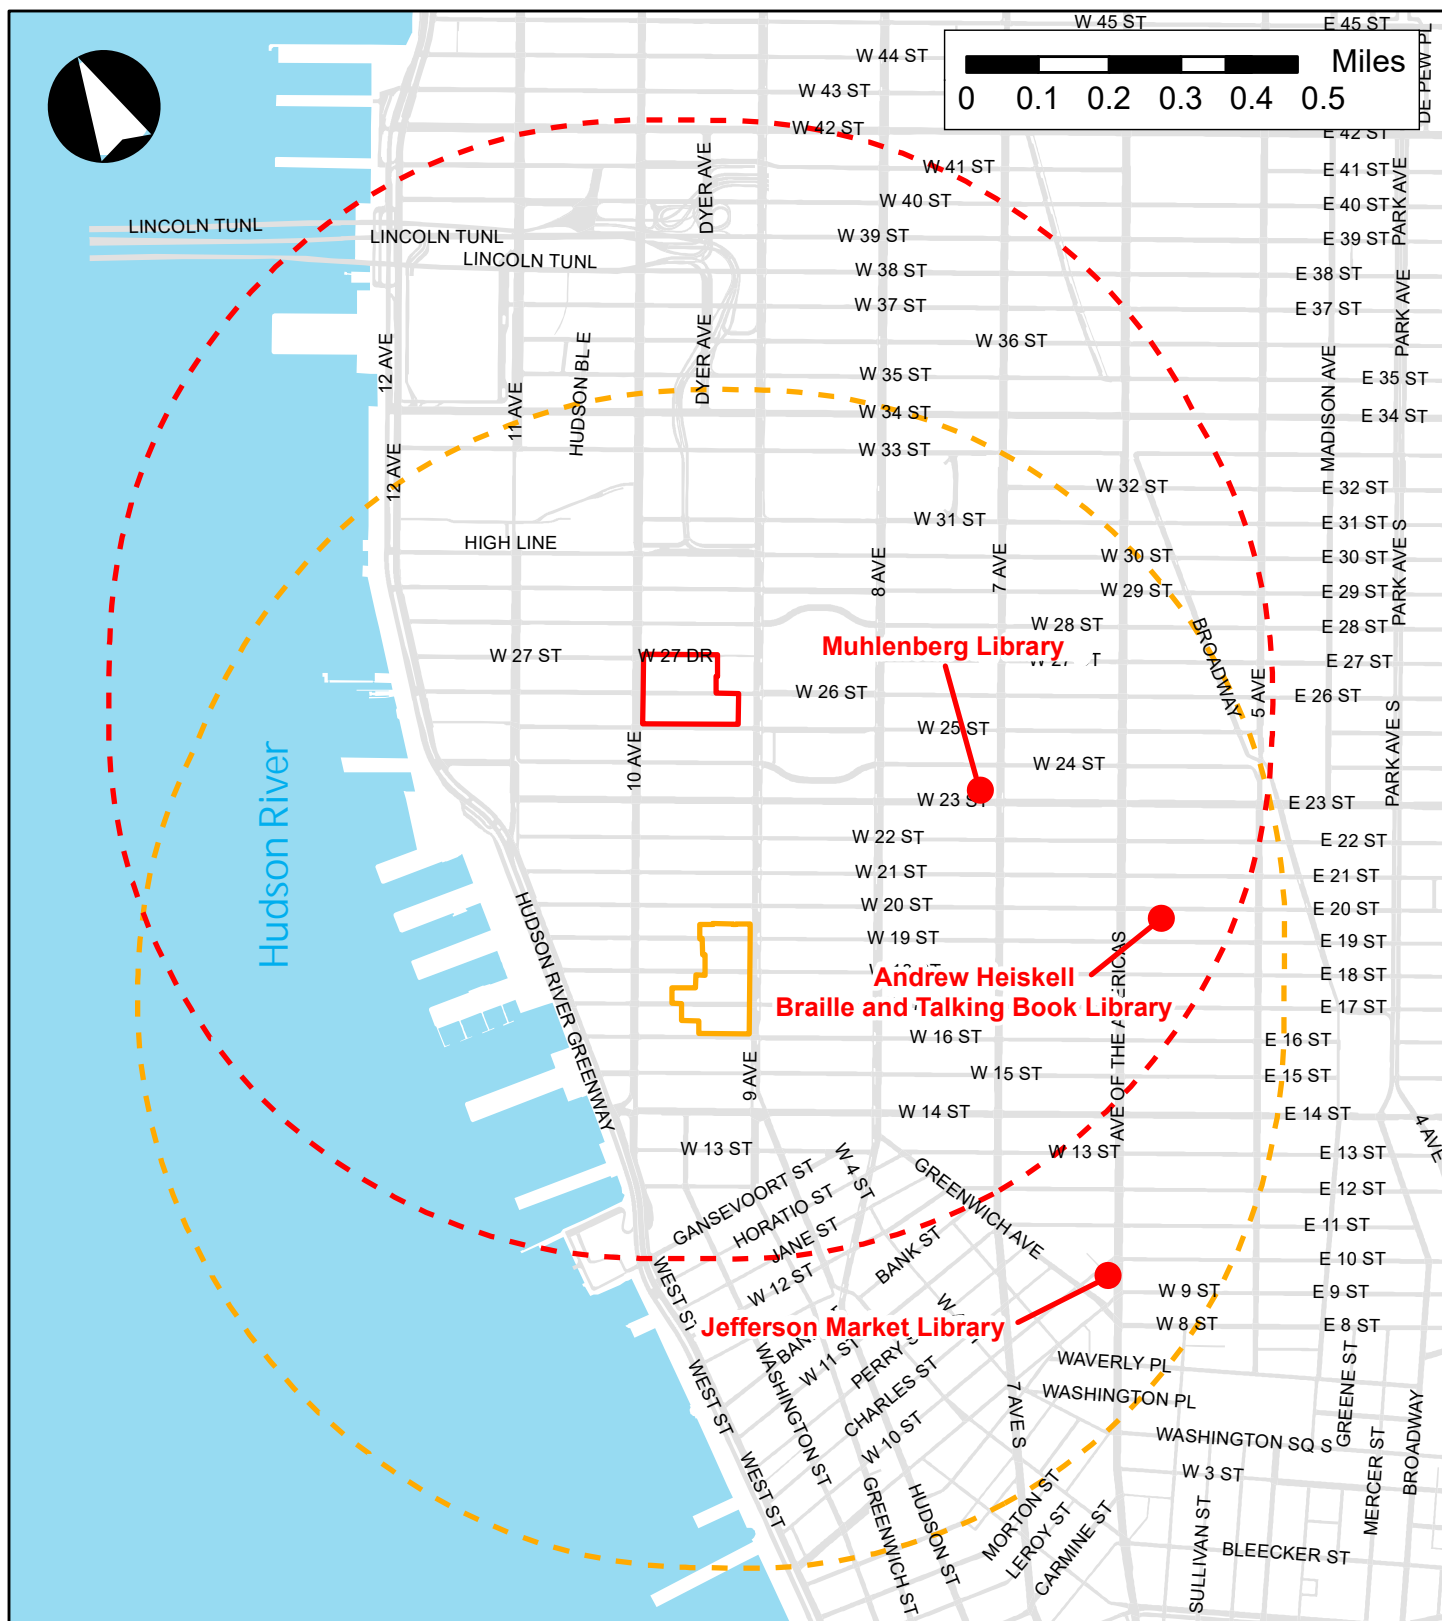 W 45 ST
E 45 ST
W 44 ST
Miles
DE PEW PL
W 43 ST
0 0.1 0.2 0.3 0.4 0.5
W 42 ST
E 42 ST
W 41 ST
E 41 ST
DYER AVE
PARK AVE
W 40 ST
E 40 ST
LINCOLN TUNL
LINCOLN TUNL
W 39 ST
E 39 ST
LINCOLN TUNL
W 38 ST
E 38 ST
W 37 ST
E 37 ST
PARK AVE
12 AVE
HUDSON BL E
DYER AVE
W 36 ST
MADISON AVE
W 35 ST
E 35 ST
11 AVE
W 34 ST
E 34 ST
12 AVE
W 33 ST
W 32 ST
E 32 ST
W 31 ST
E 31 ST
HIGH LINE
8 AVE
7 AVE
W 30 ST
E 30 ST
PARK AVE S
W 29 ST
E 29 ST
W 28 ST
E 28 ST
Muhlenberg Library
BROADWAY
W 27 ST
W 27 DR
E 27 ST
W 26 ST
5 AVE
E 26 ST
W 25 ST
10 AVE
W 24 ST
PARK AVE S
W 23 ST
E 23 ST
Hudson River
W 22 ST
E 22 ST
W 21 ST
E 21 ST
W 20 ST
E 20 ST
HUDSON RIVER GREENWAY
W 19 ST
E 19 ST
AVE OF THE AMERICAS
Andrew Heiskell
E 18 ST
Braille and Talking Book Library
E 17 ST
W 16 ST
E 16 ST
9 AVE
W 15 ST
E 15 ST
W 14 ST
E 14 ST
4 AVE
W 13 ST
W 4 ST
W 13 ST
E 13 ST
GANSEVOORT ST
GREENWICH AVE
E 12 ST
HORATIO ST
JANE ST
E 11 ST
BANK ST
W 12 ST
E 10 ST
WEST ST
W 9 ST
E 9 ST
Jefferson Market Library
W 8 ST
E 8 ST
W 11 ST
PERRY
WAVERLY PL
WEST ST
WASHINGTON ST
CHARLES ST
7 AVE S
WASHINGTON PL
GREENE ST
BROADWAY
W 10 ST
WASHINGTON SQ S
MERCER ST
WEST ST
W 3 ST
GREENWICH ST
HUDSON ST
MORTON ST
LEROY ST
CARMINE ST
SULLIVAN ST
BLEECKER ST